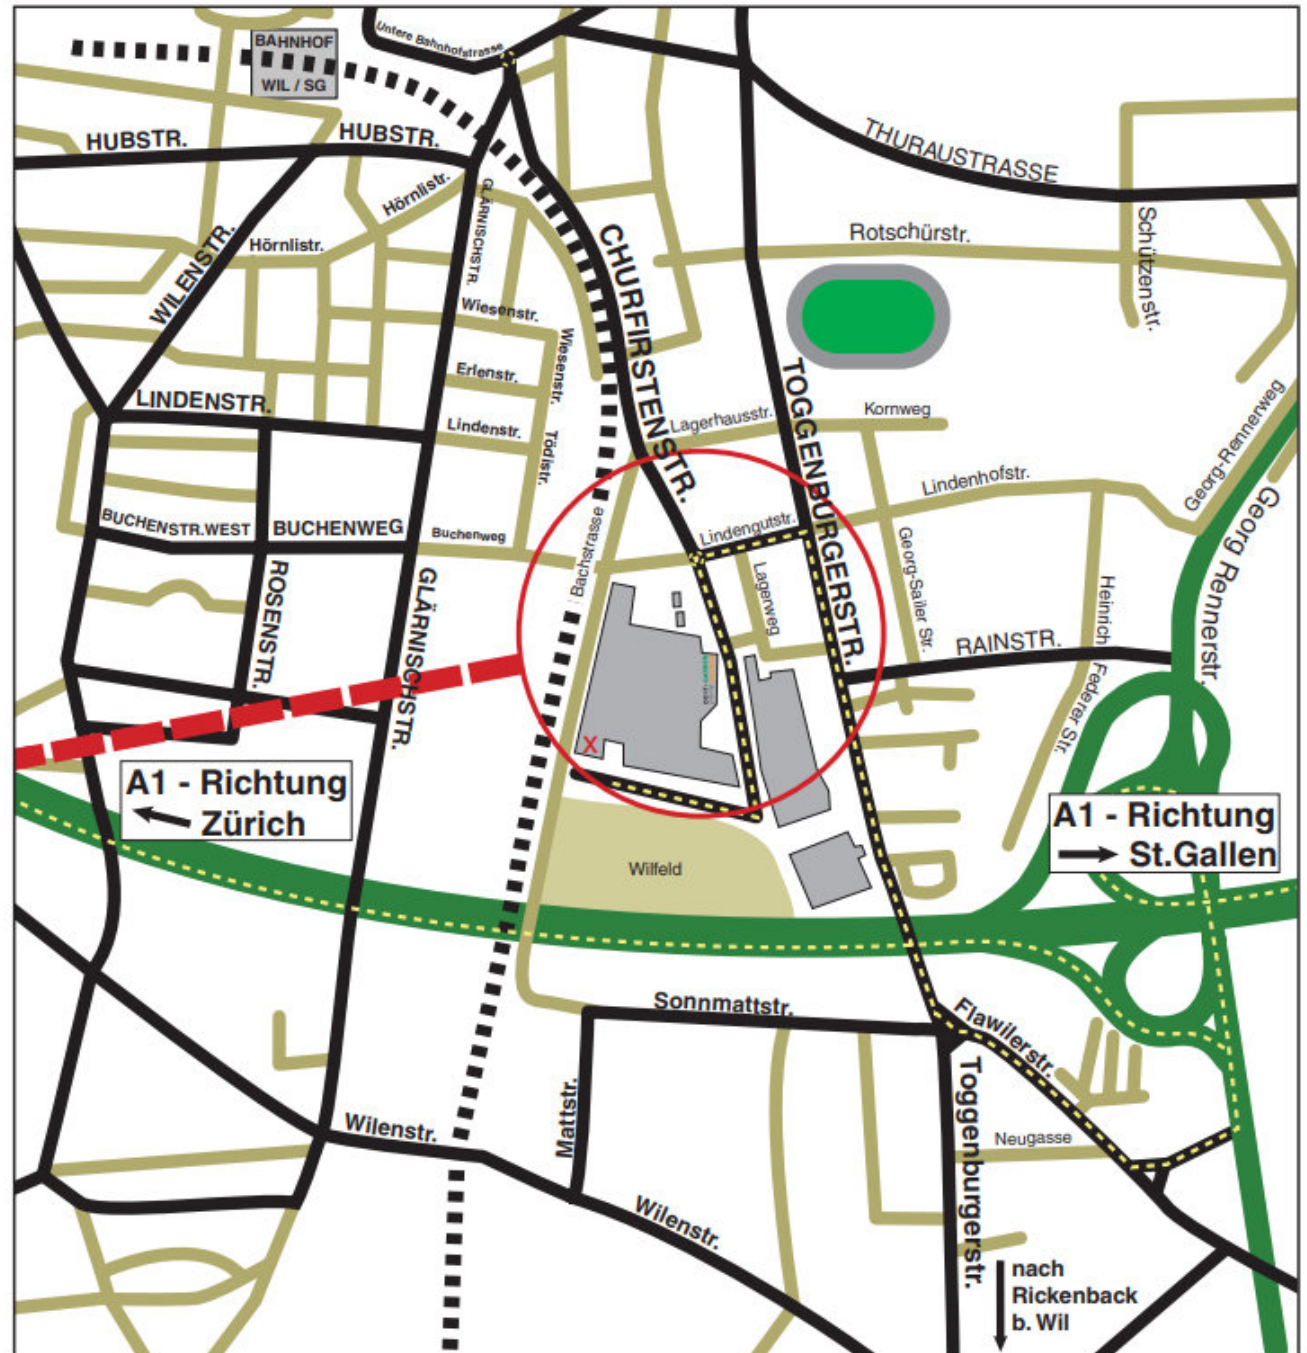 Untere Bahnhofstrasse
BAHNHOF
WIL / SG
HUBSTR.
HUBSTR.
THURAUSTRASSE
Hörnlistr.
GLÄRNISCHSTR.
Hörnlistr.
WILENSTR.
CHURFIRSTENSTR.
Rotschürstr.
Schützenstr.
Wiesenstr.
Wiesenstr.
Erlenstr.
TOGGENBURGERSTR.
LINDENSTR.
Lindenstr.
Tödistr.
Lagerhausstr.
Kornweg
Georg-Rennerweg
Lindenhofstr.
Georg Rennerstr.
BUCHENSTR.WEST
BUCHENWEG
Buchenweg
Bachstrasse
Lindengutstr.
Lagerweg
Georg-Sailer Str.
Heinrich Federer Str.
ROSENSTR.
GLÄRNISCHSTR.
RAINSTR.
X
A1 - Richtung
Zürich
A1 - Richtung
St.Gallen
Wilfeld
Sonnmattstr.
Flawilerstr.
Mattstr.
Toggenburgerstr.
Wilenstr.
Neugasse
Wilenstr.
nach
Rickenback
b. Wil